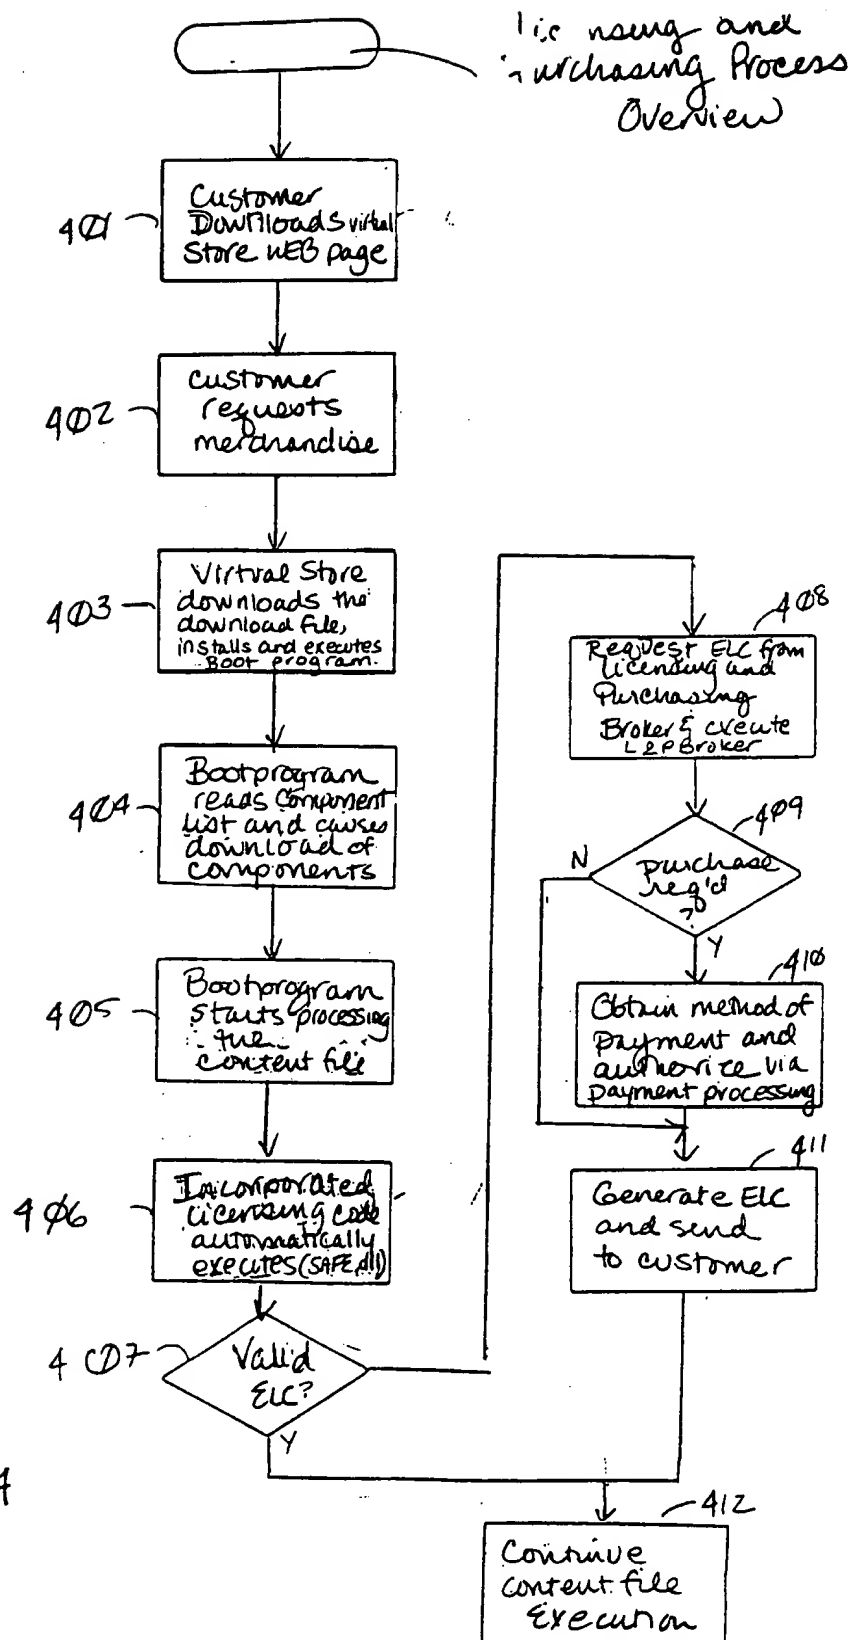 nsing and
Purchasing Process
Overview
401
Customer
Downloads virtual
Store WEB page
402
Customer
requests
merchandise
403
Virtual Store
downloads the
download file,
installs and executes
Boot program.
404
Bootprogram
reads Component
list and causes
download of
components
405
Bootprogram
starts processing
the
content file
406
Incorporated
licensing code
automatically
executes (SAFE.dll)
407
Valid
ELC?
Y
408
Request ELC from
licensing and
Purchasing
Broker & execute
L&P Broker
409
purchase
req'd
?
N
Y
410
Obtain method of
payment and
authorize via
payment processing
411
Generate ELC
and send
to customer
4
412
Continue
content file
Execution